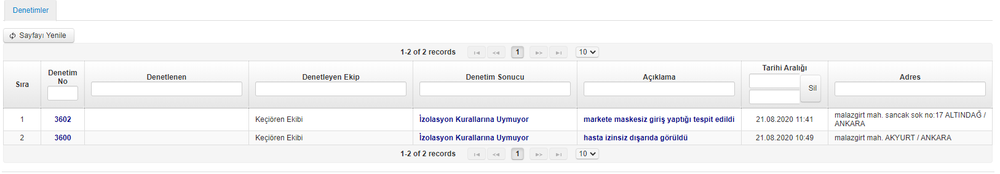 Denetimler
Sayfayı Yenile
1-2 of 2 records 1 10
Sıra
Denetim No
Denetlenen
Denetleyen Ekip
Denetim Sonucu
Açıklama
Tarihi Aralığı
Sil
Adres
1 3602 Keçiören Ekibi İzolasyon Kurallarına Uymuyor markete maskesiz giriş yaptığı tespit edildi 21.08.2020 11:41 malazgirt mah. sancak sok no:17 ALTINDAĞ /
ANKARA
2 3600 Keçiören Ekibi İzolasyon Kurallarına Uymuyor hasta izinsiz dışarıda görüldü 21.08.2020 10:49 malazgirt mah. AKYURT / ANKARA
1-2 of 2 records 1 10